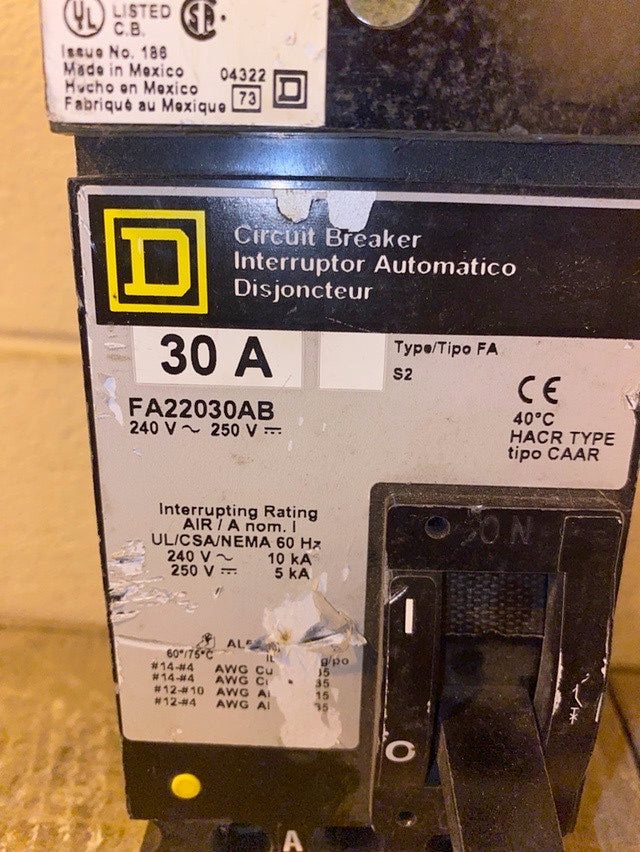 UL LISTED
C.B.
Issue No. 186
Made in Mexico
Hecho en Mexico
Fabriqué au Mexique
04322
73
D
D
Circuit Breaker
Interruptor Automatico
Disjoncteur
30 A
Type/Tipo FA
S2
FA22030AB
240 V ~ 250 V ⎓
CE
40°C
HACR TYPE
tipo CAAR
Interrupting Rating
AIR / A nom. I
UL/CSA/NEMA 60 Hz
240 V ~ 10 kA
250 V ⎓ 5 kA
ON
I
60°/75°C
#14-#4 AWG Cu
#14-#4 AWG
#12-#10 AWG
#12-#4 AWG
O
A